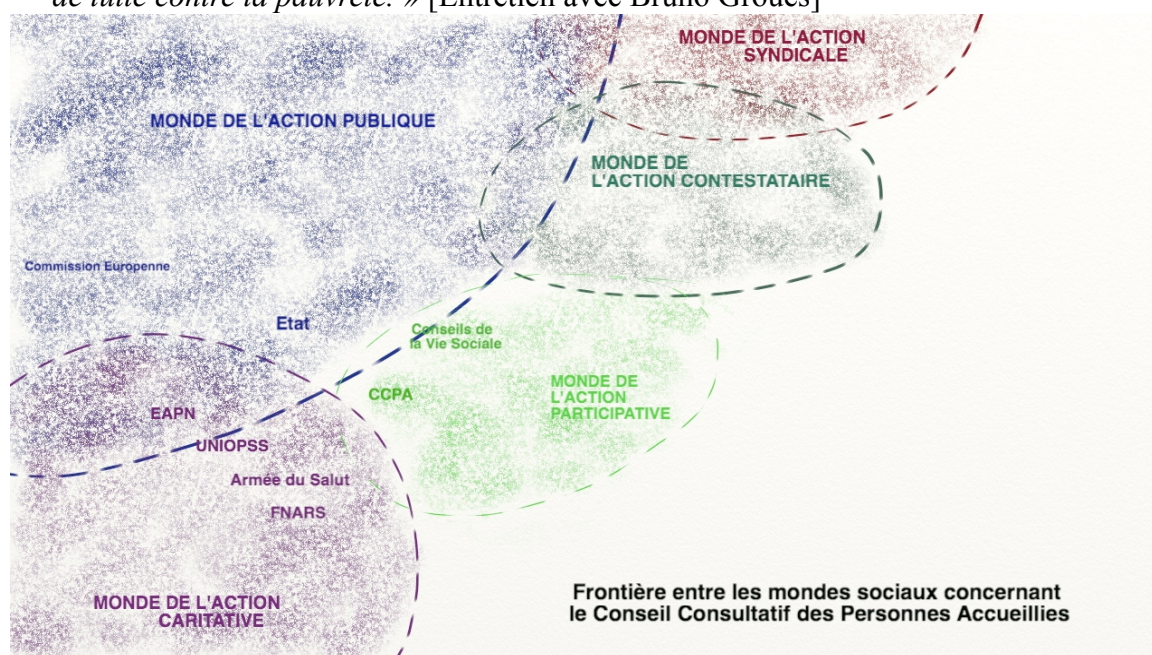 de lutte contre la pauvreté. » [Entretien avec Bruno Groues]
MONDE DE L'ACTION
SYNDICALE
MONDE DE L'ACTION PUBLIQUE
MONDE DE
L'ACTION CONTESTATAIRE
Commission Europenne
Etat
Conseils de
la Vie Sociale
CCPA
MONDE DE
L'ACTION
PARTICIPATIVE
EAPN
UNIOPSS
Armée du Salut
FNARS
MONDE DE L'ACTION
CARITATIVE
Frontière entre les mondes sociaux concernant
le Conseil Consultatif des Personnes Accueillies